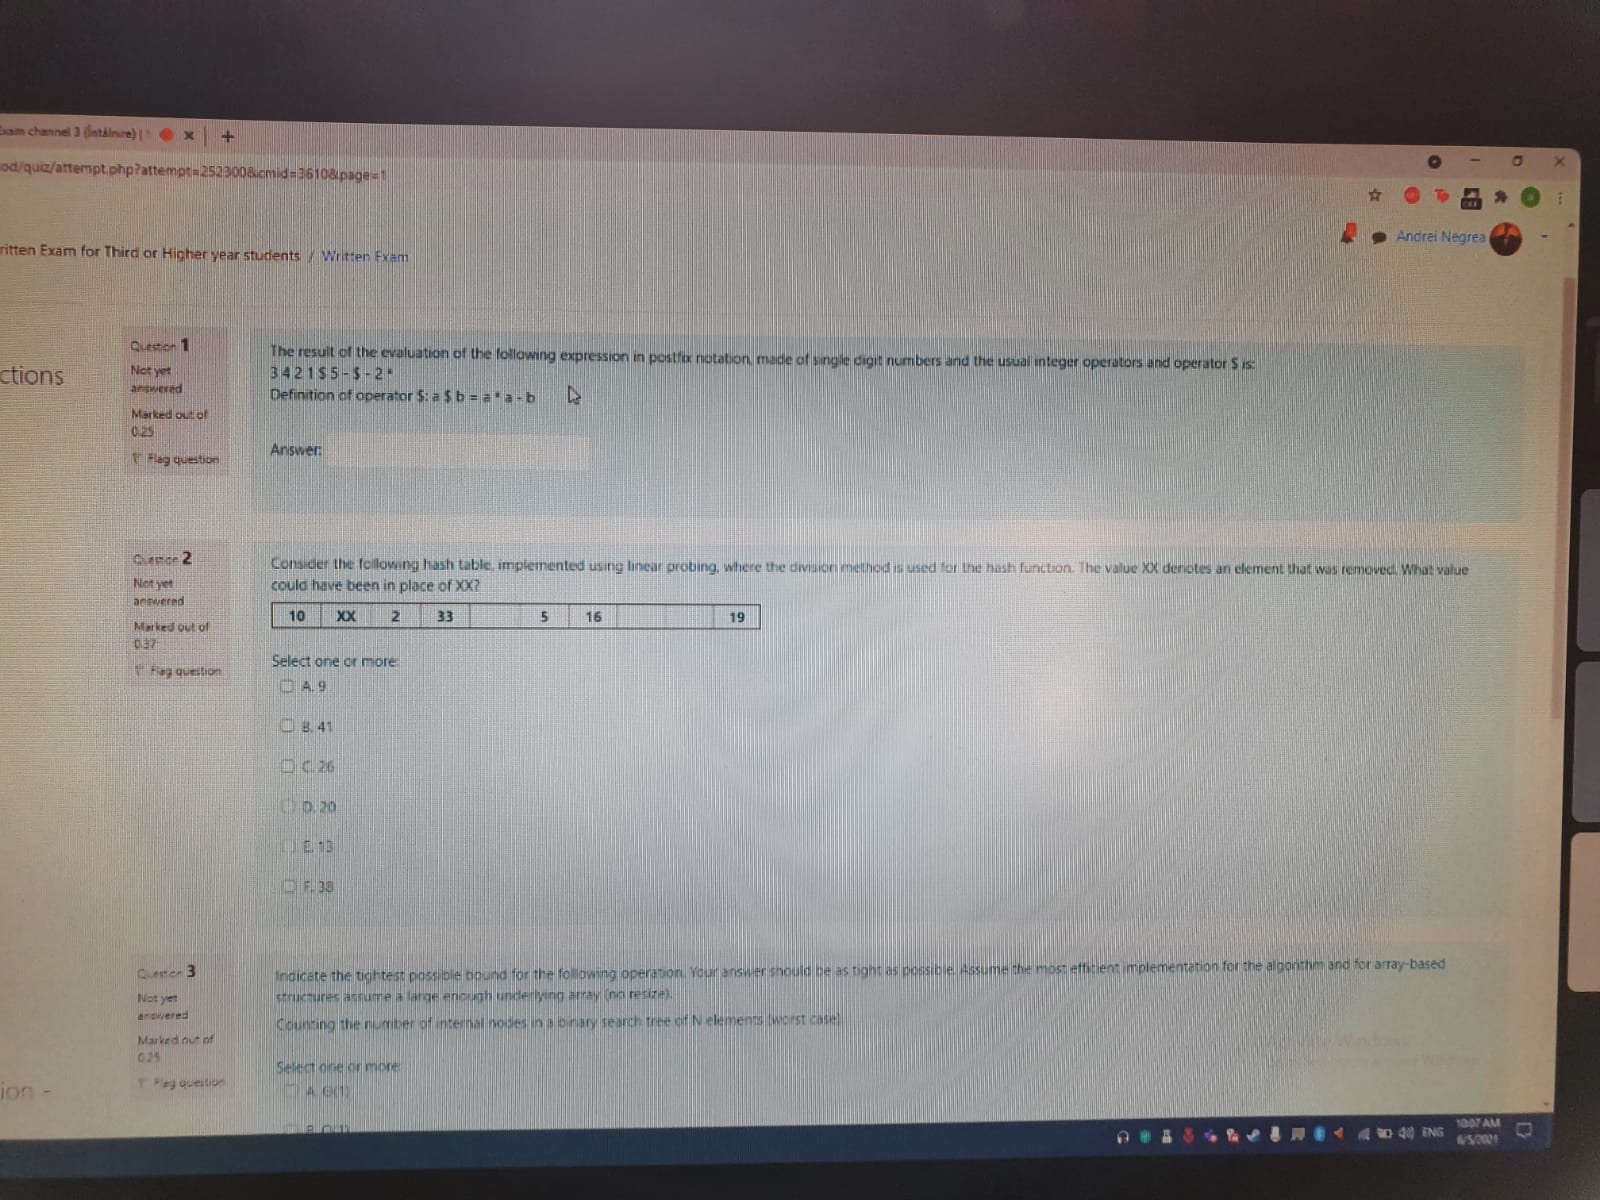 Exam channel 3 (Întâlnire) |
od/quiz/attempt.php?attempt=252300&cmid=3610&page=1
ritten Exam for Third or Higher year students / Written Exam
Andrei Negrea
ctions
Question 1
Not yet
answered
Marked out of
0.25
Flag question
The result of the evaluation of the following expression in postfix notation, made of single digit numbers and the usual integer operators and operator $ is:
3 4 2 1 $ 5 - $ - 2 *
Definition of operator $: a $ b = a * a - b
Answer:
Question 2
Not yet
answered
Marked out of
0.37
Flag question
Consider the following hash table, implemented using linear probing, where the division method is used for the hash function. The value XX denotes an element that was removed. What value
could have been in place of XX?
10 XX 2 33 5 16 19
Select one or more:
A. 9
B. 41
C. 26
D. 20
E. 13
F. 38
Question 3
Not yet
answered
Marked out of
0.25
Flag question
Indicate the tightest possible bound for the following operation. Your answer should be as tight as possible. Assume the most efficient implementation for the algorithm and for array-based
structures assume a large enough underlying array (no resize).
Counting the number of internal nodes in a binary search tree of N elements (worst case)
Select one or more:
A. Θ(1)
ion -
ENG
10:07 AM
6/5/2021